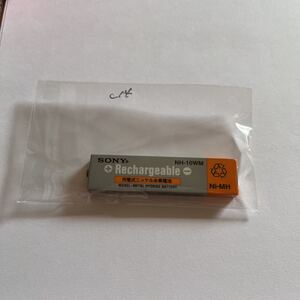 SONY
NH-10WM
+ Rechargeable −
充電式ニッケル水素電池
NICKEL-METAL HYDRIDE BATTERY
Ni-MH